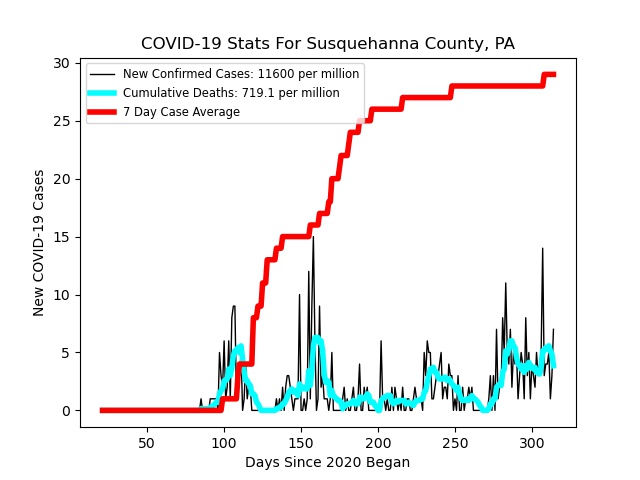 COVID-19 Stats For Susquehanna County, PA
New Confirmed Cases: 11600 per million
Cumulative Deaths: 719.1 per million
7 Day Case Average
New COVID-19 Cases
30
25
20
15
10
5
0
50 100 150 200 250 300
Days Since 2020 Began